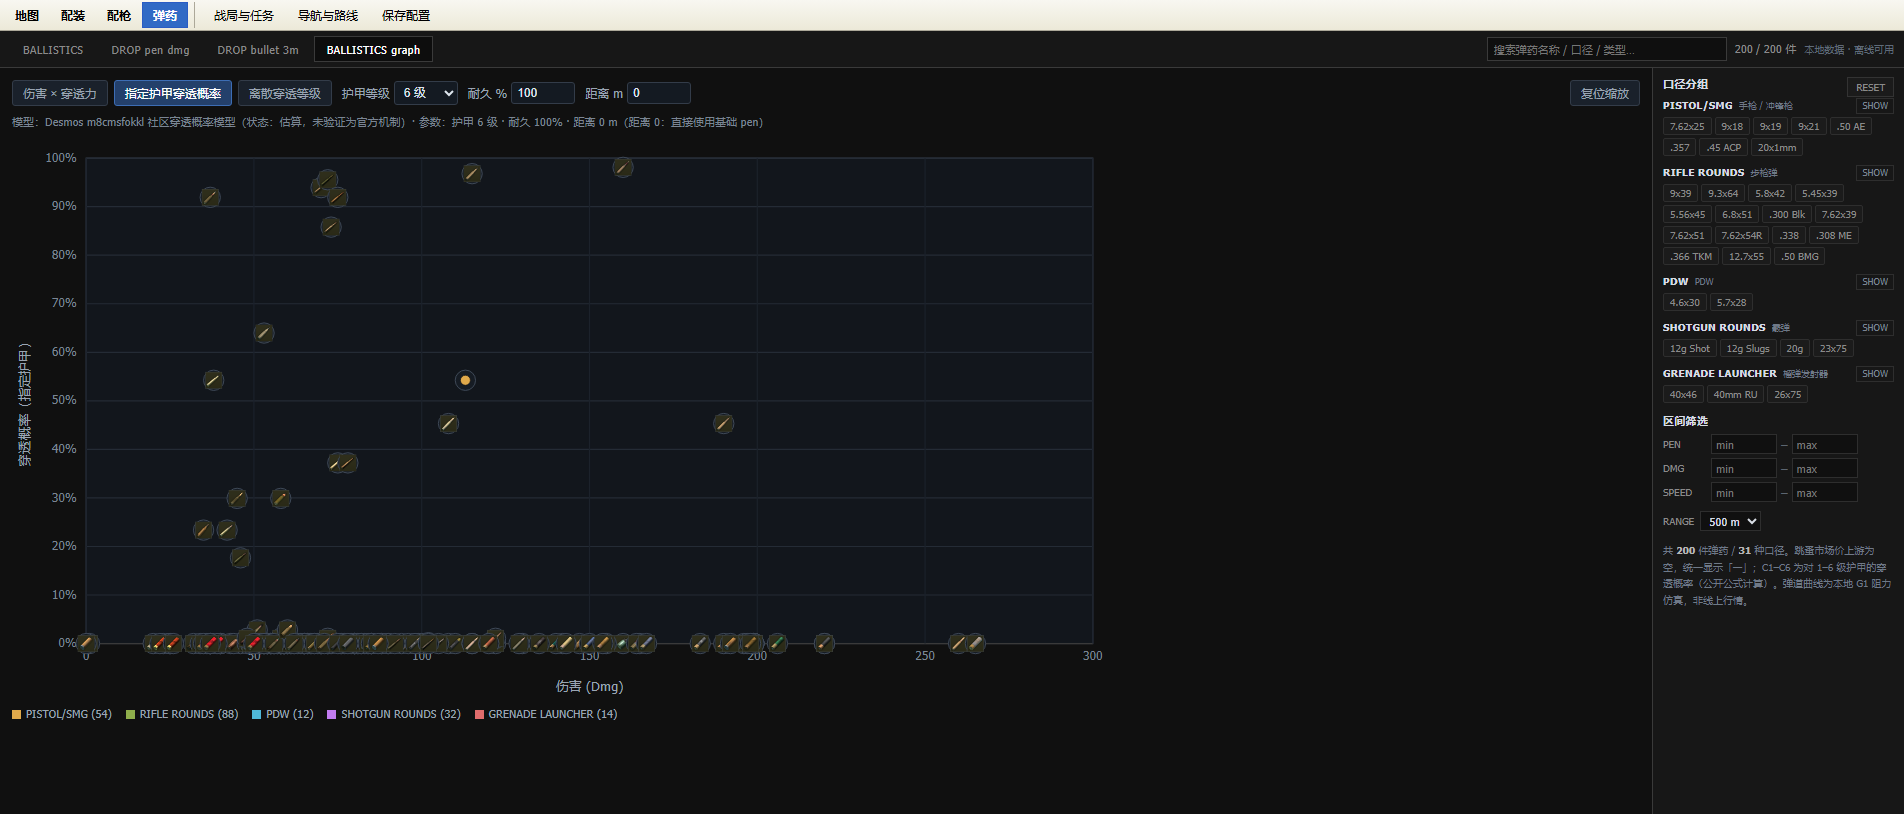 地图 配装 配枪 弹药 战局与任务 导航与路线 保存配置
BALLISTICS DROP pen dmg DROP bullet 3m BALLISTICS graph 搜索弹药名称 / 口径 / 类型... 200 / 200 件 本地数据 · 离线可用
伤害 × 穿透力 指定护甲穿透概率 离散穿透等级 护甲等级 6 级 耐久 % 100 距离 m 0 复位缩放
模型：Desmos m8cmsfokkl 社区穿透概率模型（状态：估算，未验证为官方机制）· 参数：护甲 6 级 · 耐久 100% · 距离 0 m（距离 0：直接使用基础 pen）
100%
90%
80%
70%
60%
50%
40%
30%
20%
10%
0%
穿透概率（指定护甲）
0 50 100 150 200 250 300
伤害 (Dmg)
PISTOL/SMG (54) RIFLE ROUNDS (88) PDW (12) SHOTGUN ROUNDS (32) GRENADE LAUNCHER (14)
口径分组 RESET
PISTOL/SMG 手枪 / 冲锋枪 SHOW
7.62x25 9x18 9x19 9x21 .50 AE
.357 .45 ACP 20x1mm
RIFLE ROUNDS 步枪弹 SHOW
9x39 9.3x64 5.8x42 5.45x39
5.56x45 6.8x51 .300 Blk 7.62x39
7.62x51 7.62x54R .338 .308 ME
.366 TKM 12.7x55 .50 BMG
PDW PDW SHOW
4.6x30 5.7x28
SHOTGUN ROUNDS 霰弹 SHOW
12g Shot 12g Slugs 20g 23x75
GRENADE LAUNCHER 榴弹发射器 SHOW
40x46 40mm RU 26x75
区间筛选
PEN min — max
DMG min — max
SPEED min — max
RANGE 500 m
共 200 件弹药 / 31 种口径。跳蚤市场价上游为
空，统一显示「—」；C1–C6 为对 1–6 级护甲的穿
透概率（公开公式计算）。弹道曲线为本地 G1 阻力
仿真，非线上行情。